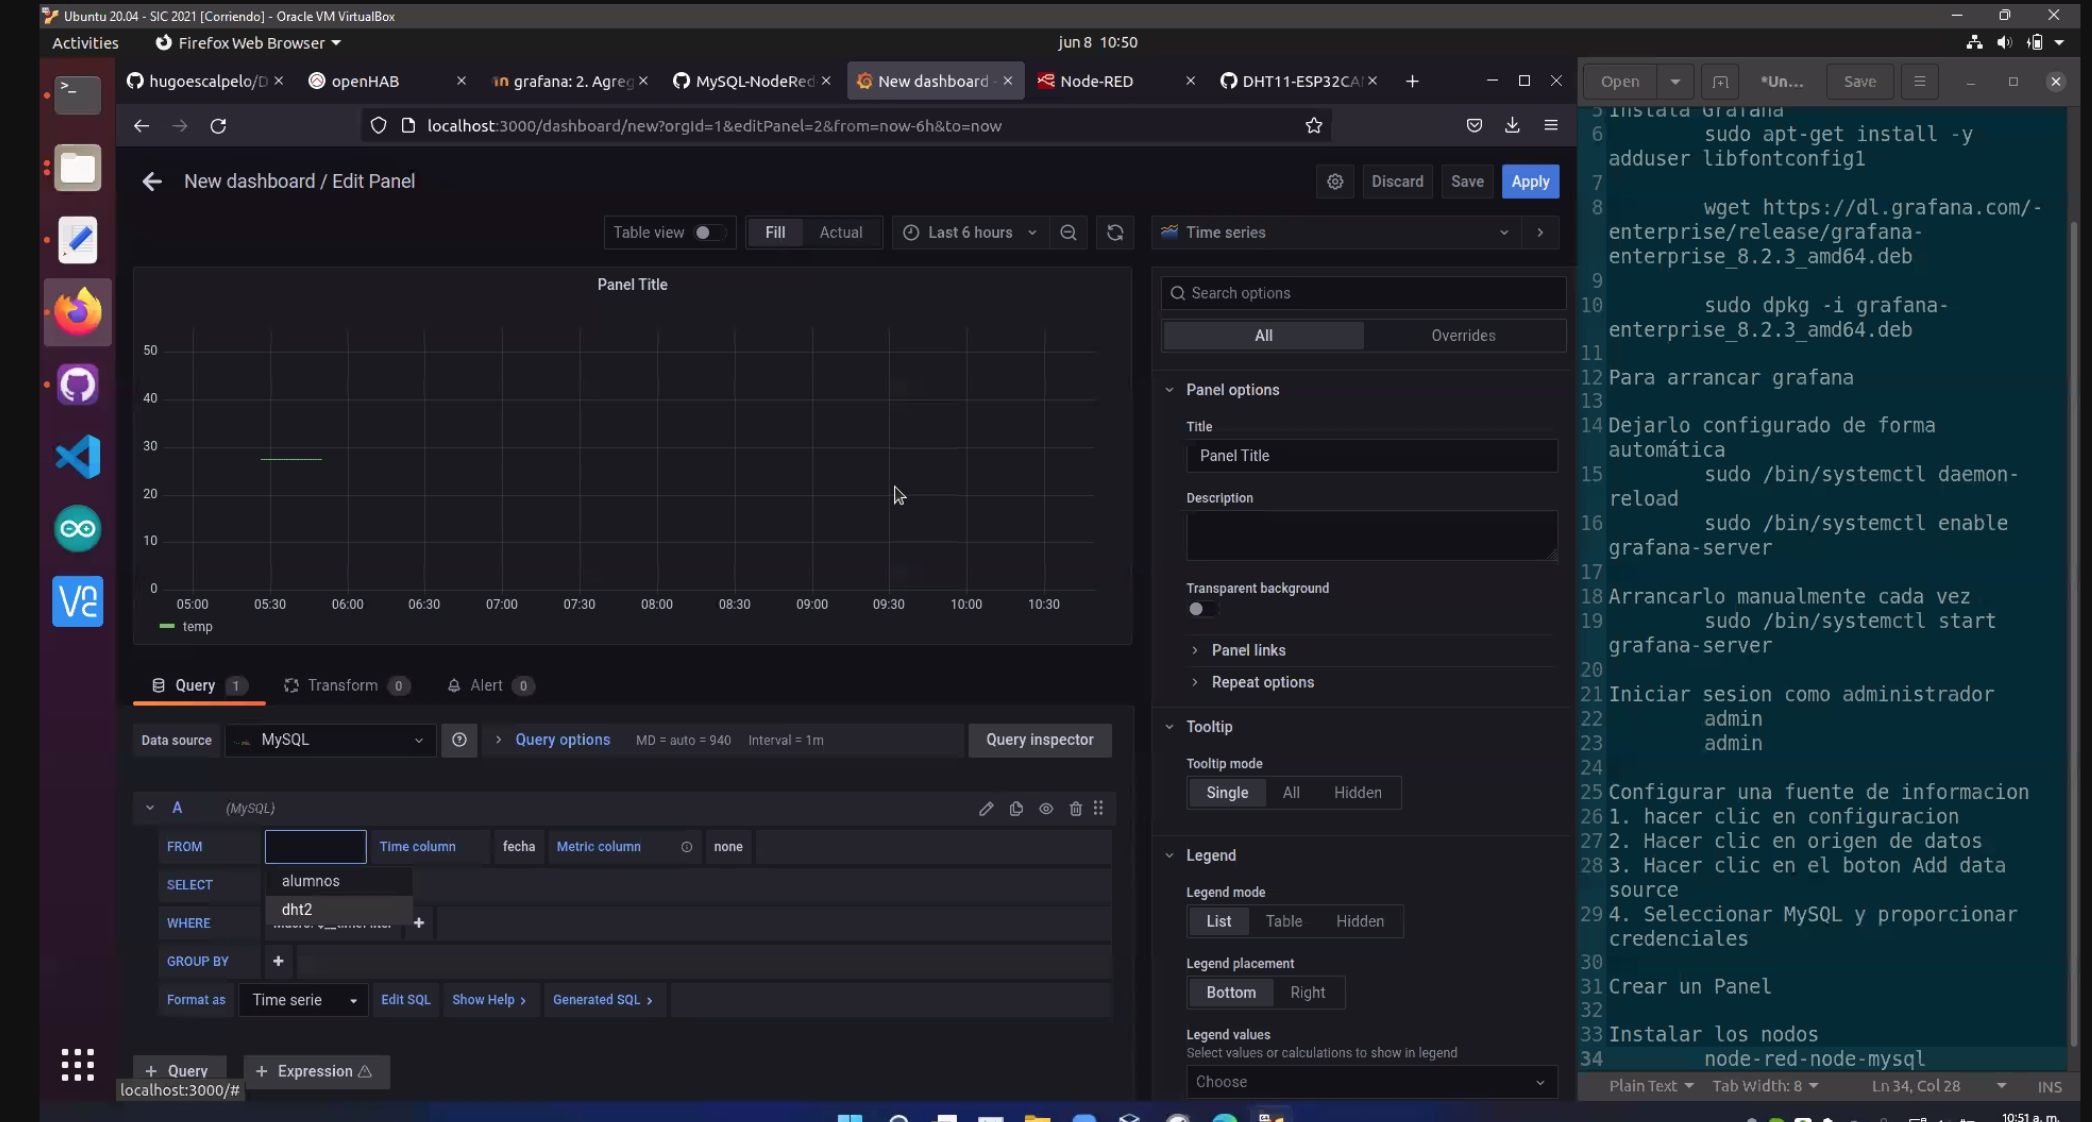 Ubuntu 20.04 - SIC 2021 [Corriendo] - Oracle VM VirtualBox
Activities
Firefox Web Browser
jun 8 10:50
hugoescalpelo/D
openHAB
grafana: 2. Agreg
MySQL-NodeRed
New dashboard -
Node-RED
DHT11-ESP32CAM
localhost:3000/dashboard/new?orgId=1&editPanel=2&from=now-6h&to=now
New dashboard / Edit Panel
Discard
Save
Apply
Table view
Fill
Actual
Last 6 hours
Time series
Panel Title
50
40
30
20
10
0
05:00
05:30
06:00
06:30
07:00
07:30
08:00
08:30
09:00
09:30
10:00
10:30
temp
Query 1
Transform 0
Alert 0
Data source
MySQL
Query options
MD = auto = 940
Interval = 1m
Query inspector
A
(MySQL)
FROM
Time column
fecha
Metric column
none
SELECT
alumnos
dht2
WHERE
GROUP BY
Format as
Time serie
Edit SQL
Show Help
Generated SQL
+ Query
+ Expression
localhost:3000/#
Search options
All
Overrides
Panel options
Title
Panel Title
Description
Transparent background
Panel links
Repeat options
Tooltip
Tooltip mode
Single
All
Hidden
Legend
Legend mode
List
Table
Hidden
Legend placement
Bottom
Right
Legend values
Select values or calculations to show in legend
Choose
Open
*Un...
Save
5 Instala Grafana
6 sudo apt-get install -y
adduser libfontconfig1
7
8 wget https://dl.grafana.com/-
enterprise/release/grafana-
enterprise_8.2.3_amd64.deb
9
10 sudo dpkg -i grafana-
enterprise_8.2.3_amd64.deb
11
12 Para arrancar grafana
13
14 Dejarlo configurado de forma
automática
15 sudo /bin/systemctl daemon-
reload
16 sudo /bin/systemctl enable
grafana-server
17
18 Arrancarlo manualmente cada vez
19 sudo /bin/systemctl start
grafana-server
20
21 Iniciar sesion como administrador
22 admin
23 admin
24
25 Configurar una fuente de informacion
26 1. hacer clic en configuracion
27 2. Hacer clic en origen de datos
28 3. Hacer clic en el boton Add data
source
29 4. Seleccionar MySQL y proporcionar
credenciales
30
31 Crear un Panel
32
33 Instalar los nodos
34 node-red-node-mysql
Plain Text
Tab Width: 8
Ln 34, Col 28
INS
10:51 a. m.